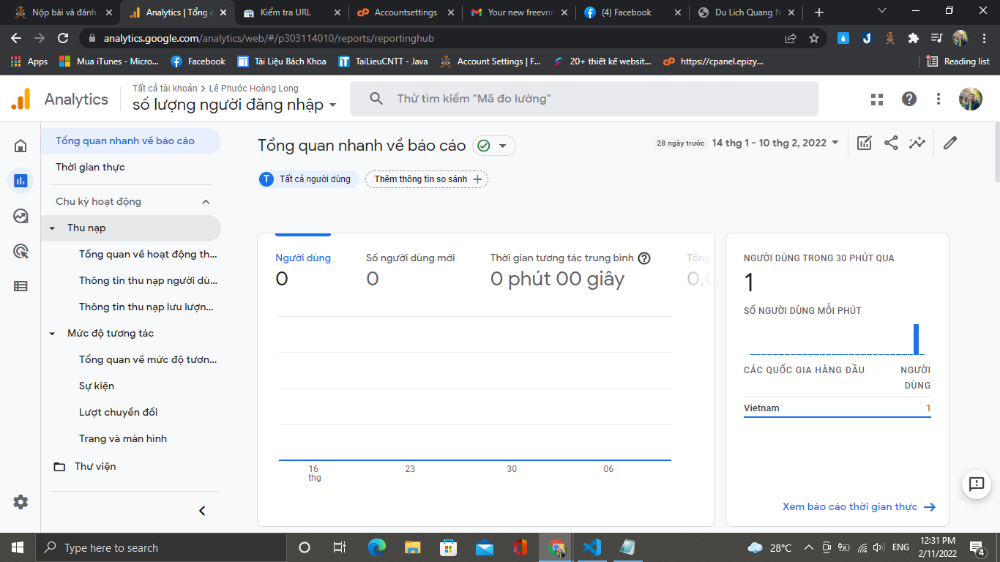 Nộp bài và đánh
Analytics | Tổng q
Kiểm tra URL
Accountsettings
Your new freevnn
(4) Facebook
Du Lich Quang N
analytics.google.com/analytics/web/#/p303114010/reports/reportinghub
Apps
Mua iTunes - Micro...
Facebook
Tài Liệu Bách Khoa
TaiLieuCNTT - Java
Account Settings | F...
20+ thiết kế websit...
https://cpanel.epizy...
Reading list
Analytics
Tất cả tài khoản > Lê Phước Hoàng Long
số lượng người đăng nhập
Thử tìm kiếm "Mã đo lường"
Tổng quan nhanh về báo cáo
Thời gian thực
Chu kỳ hoạt động
Thu nạp
Tổng quan về hoạt động th...
Thông tin thu nạp người dù...
Thông tin thu nạp lưu lượn...
Mức độ tương tác
Tổng quan về mức độ tươn...
Sự kiện
Lượt chuyển đổi
Trang và màn hình
Thư viện
Tổng quan nhanh về báo cáo
28 ngày trước 14 thg 1 - 10 thg 2, 2022
T Tất cả người dùng
Thêm thông tin so sánh
Người dùng
0
Số người dùng mới
0
Thời gian tương tác trung bình
0 phút 00 giây
Tổng
0,0
16
thg
23
30
06
NGƯỜI DÙNG TRONG 30 PHÚT QUA
1
SỐ NGƯỜI DÙNG MỖI PHÚT
CÁC QUỐC GIA HÀNG ĐẦU
NGƯỜI
DÙNG
Vietnam 1
Xem báo cáo thời gian thực
Type here to search
28°C
ENG
12:31 PM
2/11/2022
4